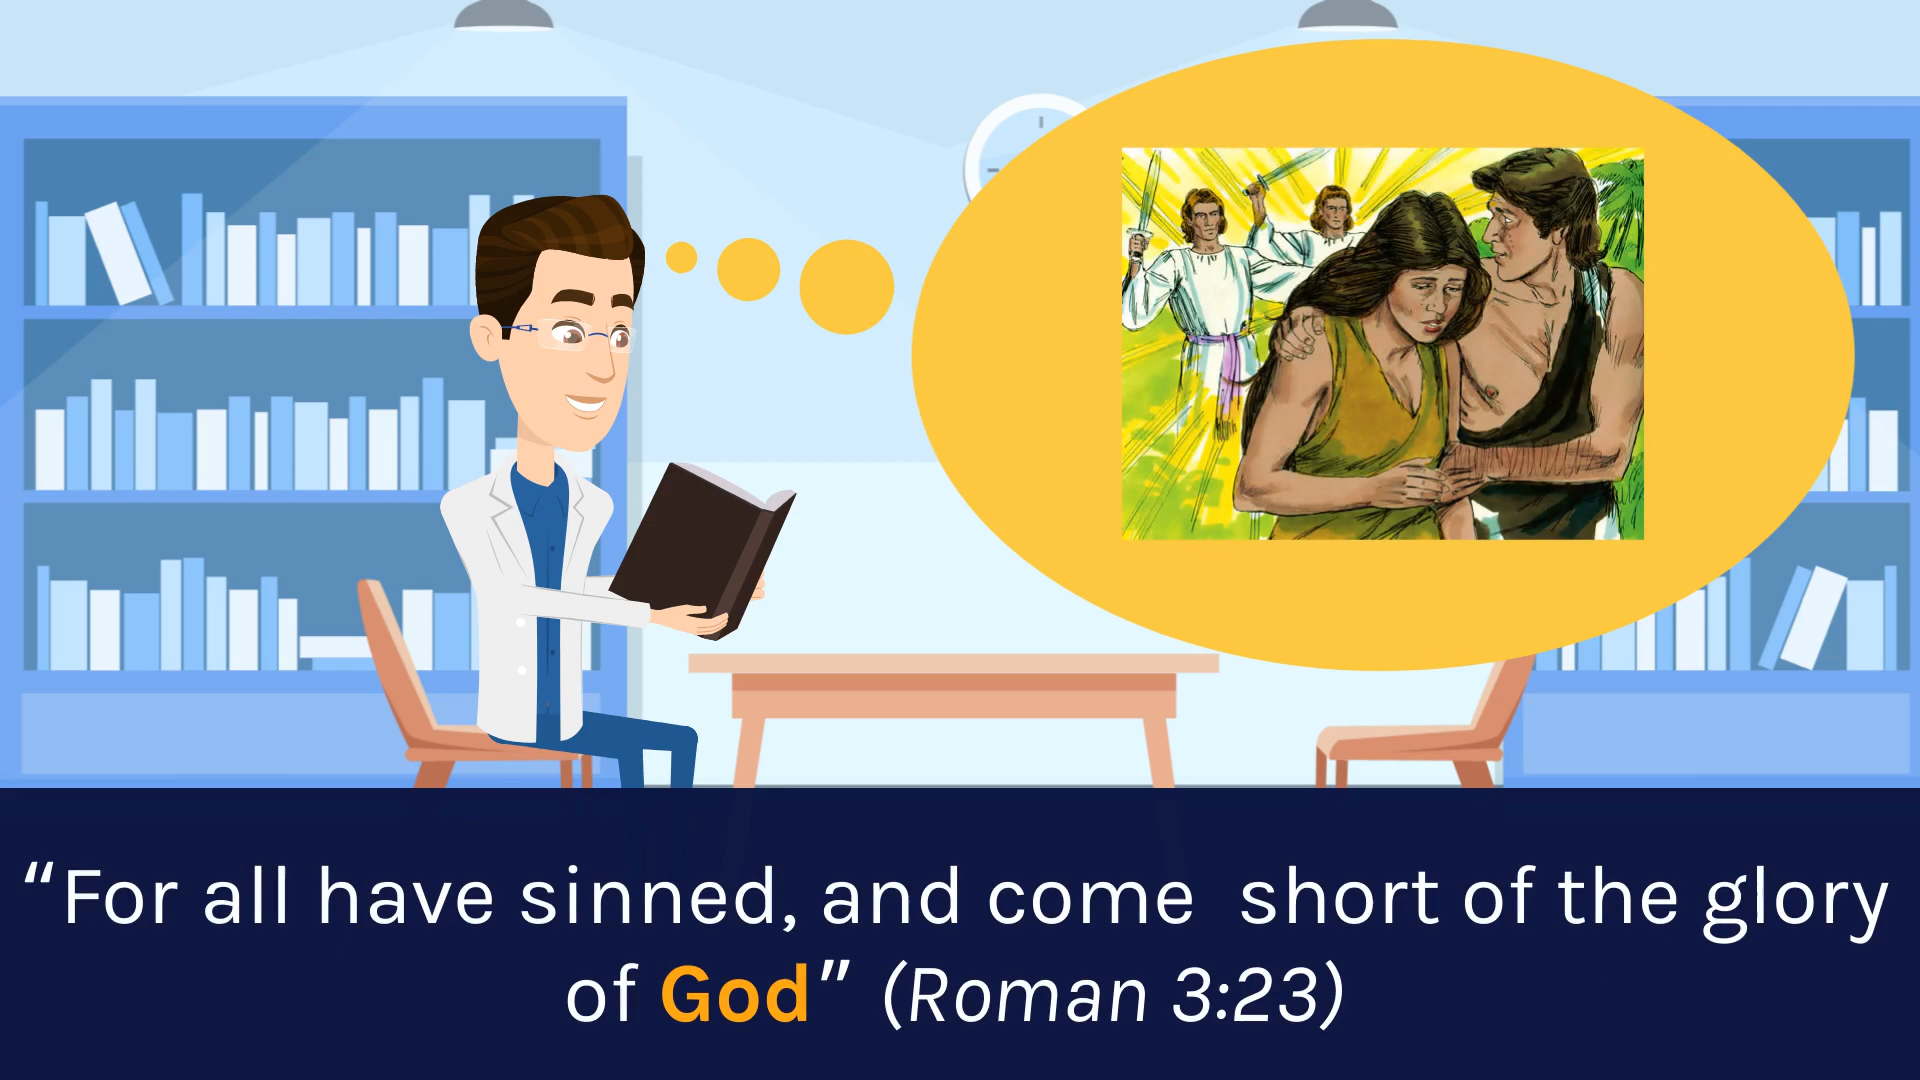 “For all have sinned, and come  short of the glory
of God” (Roman 3:23)